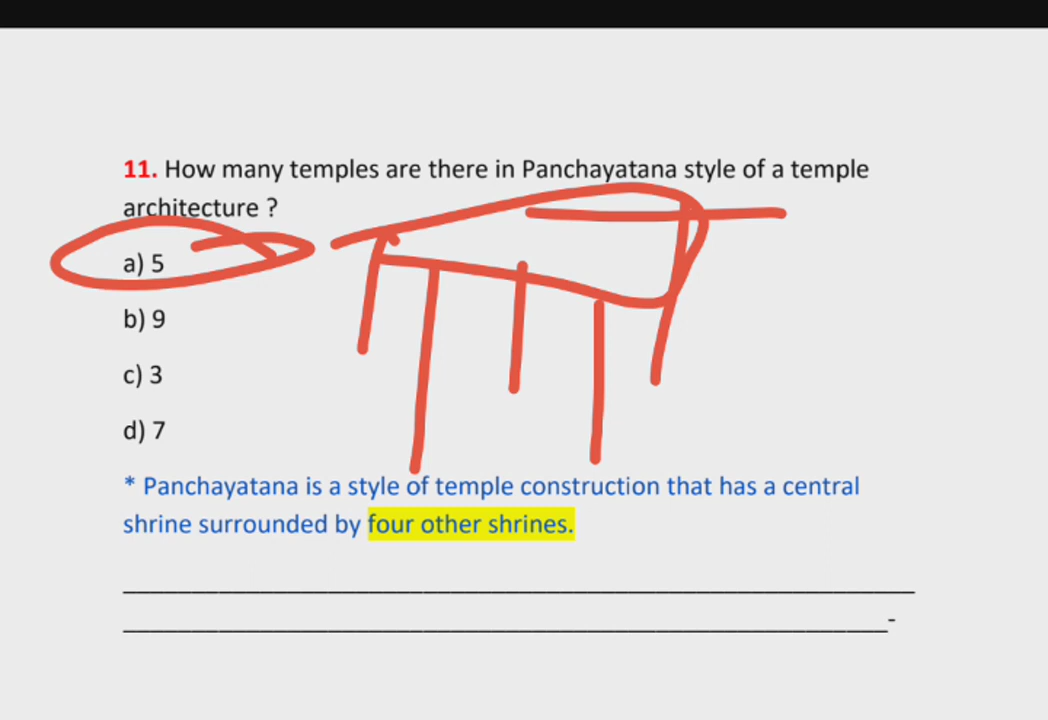 11. How many temples are there in Panchayatana style of a temple
architecture ?
a) 5
b) 9
c) 3
d) 7
* Panchayatana is a style of temple construction that has a central
shrine surrounded by four other shrines.